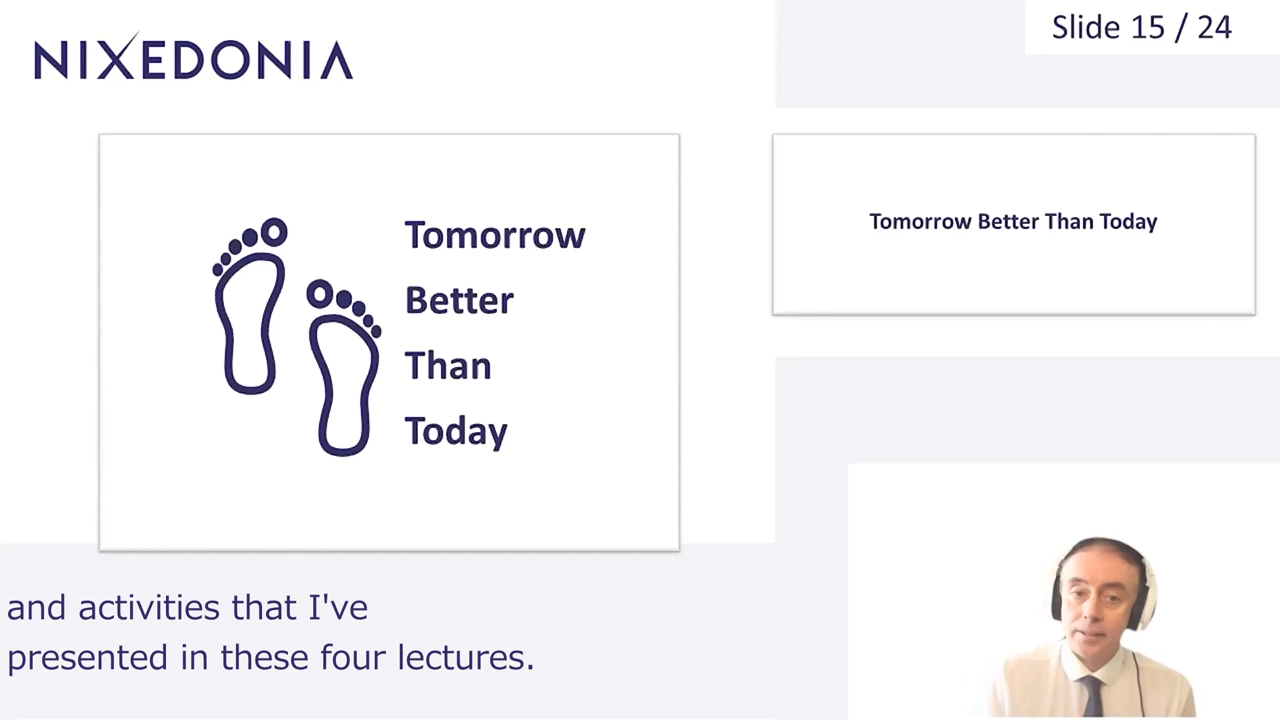 NIXEDONIA
Slide 15 / 24
Tomorrow
Better
Than
Today
Tomorrow Better Than Today
and activities that I've
presented in these four lectures.